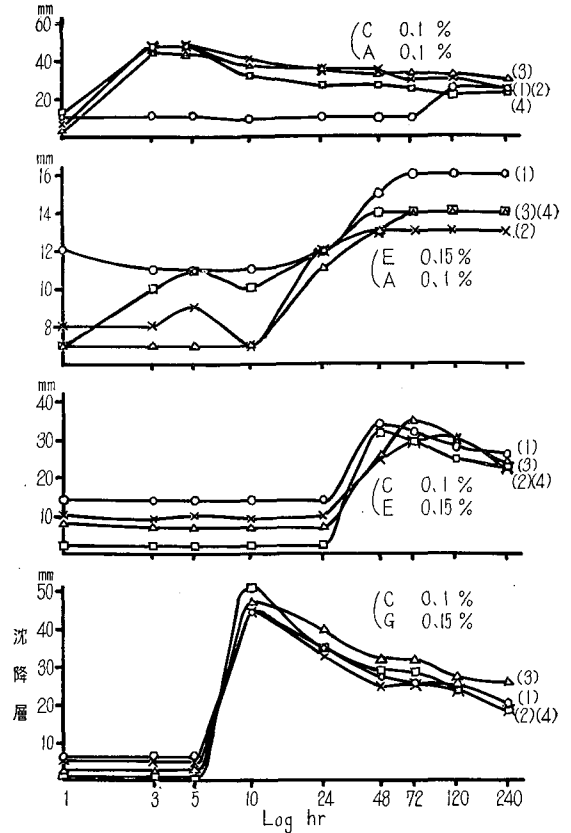 mm
60
40
20
C 0.1 %
A 0.1 %
(3)
(1)(2)
(4)
mm
16
14
12
10
8
(1)
(3)(4)
(2)
E 0.15 %
A 0.1 %
mm
40
30
20
10
(1)
(3)
(2)(4)
C 0.1 %
E 0.15 %
mm
50
40
30
20
10
沈降層
C 0.1 %
G 0.15 %
(3)
(1)
(2)(4)
1 3 5 10 24 48 72 120 240
Log hr